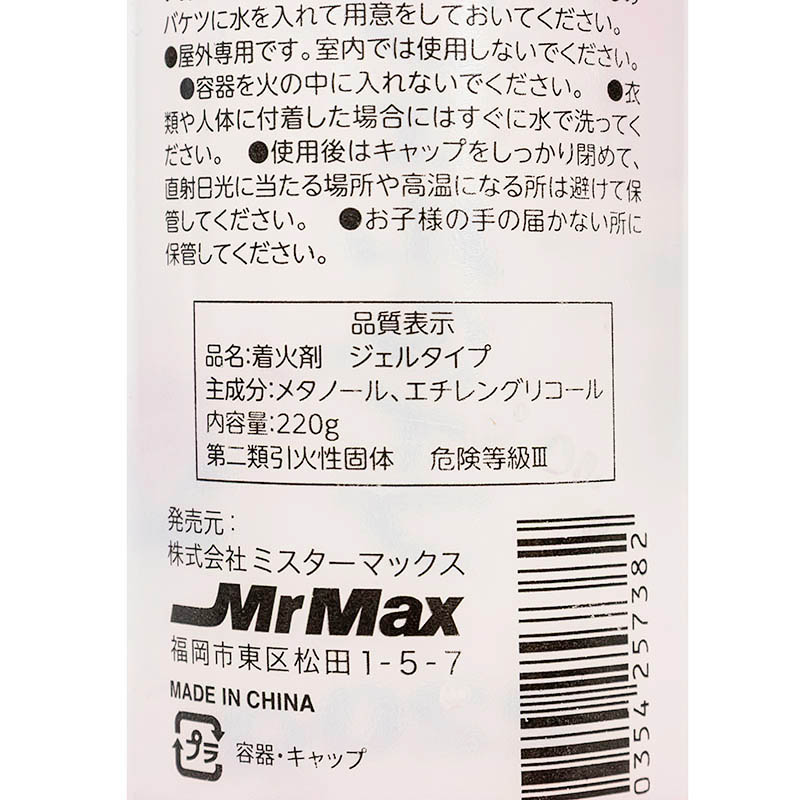 バケツに水を入れて用意をしておいてください。
●屋外専用です。室内では使用しないでください。
●容器を火の中に入れないでください。 ●衣
類や人体に付着した場合にはすぐに水で洗ってく
ださい。 ●使用後はキャップをしっかり閉めて、
直射日光に当たる場所や高温になる所は避けて保
管してください。 ●お子様の手の届かない所に
保管してください。
品質表示
品名:着火剤 ジェルタイプ
主成分:メタノール、エチレングリコール
内容量:220g
第二類引火性固体 危険等級Ⅲ
発売元:
株式会社 ミスターマックス
MrMax
福岡市東区松田1-5-7
MADE IN CHINA
プラ 容器・キャップ
0354257382